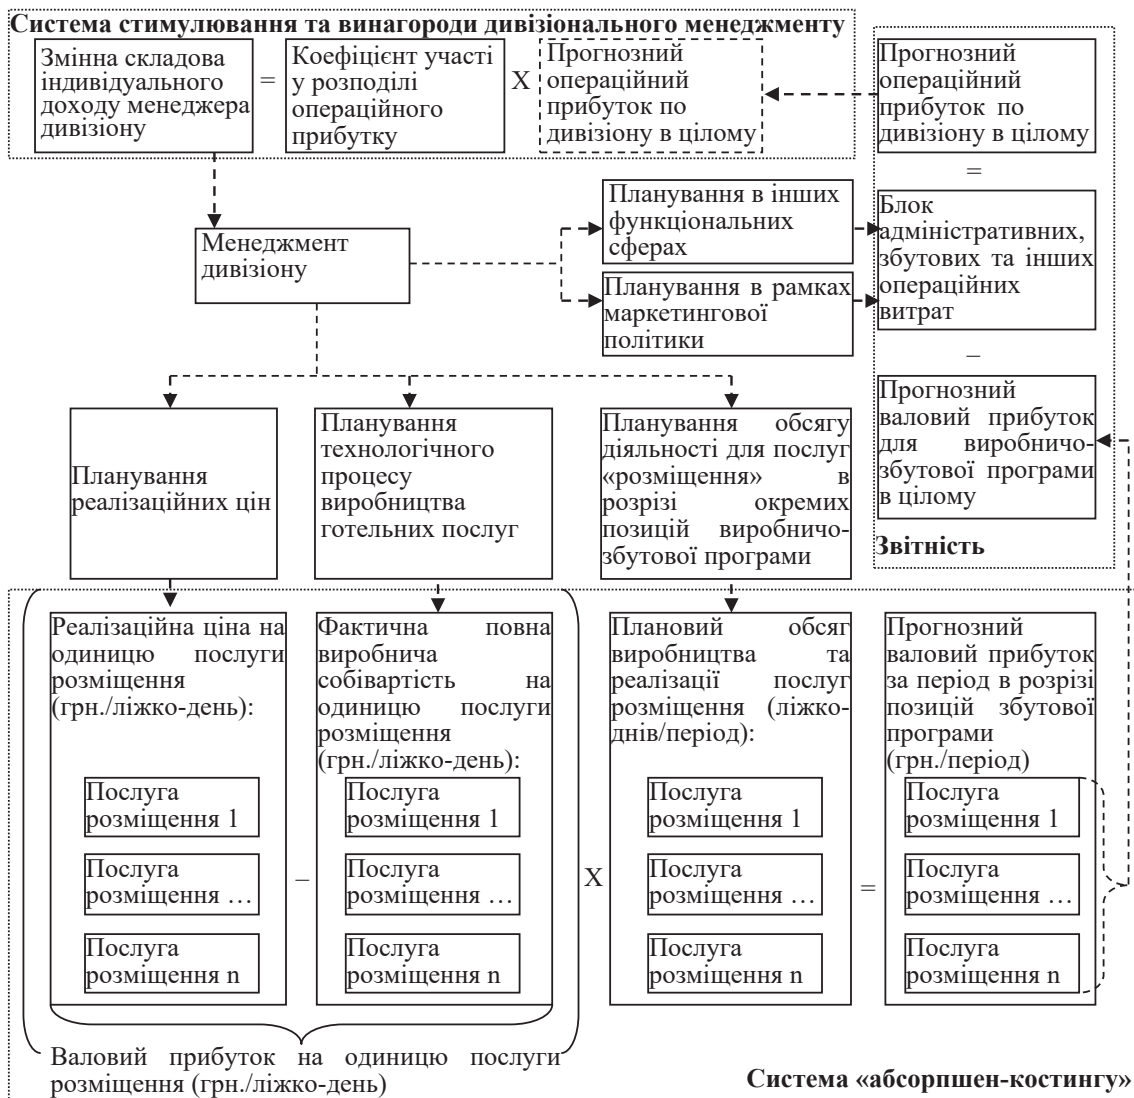 Система стимулювання та винагороди дивізіонального менеджменту
Змінна складова
індивідуального
доходу менеджера
дивізіону
=
Коефіцієнт участі
у розподілі
операційного
прибутку
X
Прогнозний
операційний
прибуток по
дивізіону в цілому
Прогнозний
операційний
прибуток по
дивізіону в цілому
=
Менеджмент
дивізіону
Планування в інших
функціональних
сферах
Планування в рамках
маркетингової
політики
Блок
адміністративних,
збутових та інших
операційних
витрат
–
Прогнозний
валовий прибуток
для виробничо-
збутової програми
в цілому
Звітність
Планування
реалізаційних цін
Планування
технологічного
процесу
виробництва
готельних послуг
Планування обсягу
діяльності для послуг
«розміщення» в
розрізі окремих
позицій виробничо-
збутової програми
Реалізаційна ціна на
одиницю послуги
розміщення
(грн./ліжко-день):
Послуга
розміщення 1
Послуга
розміщення …
Послуга
розміщення n
–
Фактична повна
виробнича
собівартість на
одиницю послуги
розміщення
(грн./ліжко-день):
Послуга
розміщення 1
Послуга
розміщення …
Послуга
розміщення n
X
Плановий обсяг
виробництва та
реалізації послуг
розміщення (ліжко-
днів/період):
Послуга
розміщення 1
Послуга
розміщення …
Послуга
розміщення n
=
Прогнозний
валовий прибуток
за період в розрізі
позицій збутової
програми
(грн./період)
Послуга
розміщення 1
Послуга
розміщення …
Послуга
розміщення n
Валовий прибуток на одиницю послуги
розміщення (грн./ліжко-день)
Система «абсорпшен-костингу»